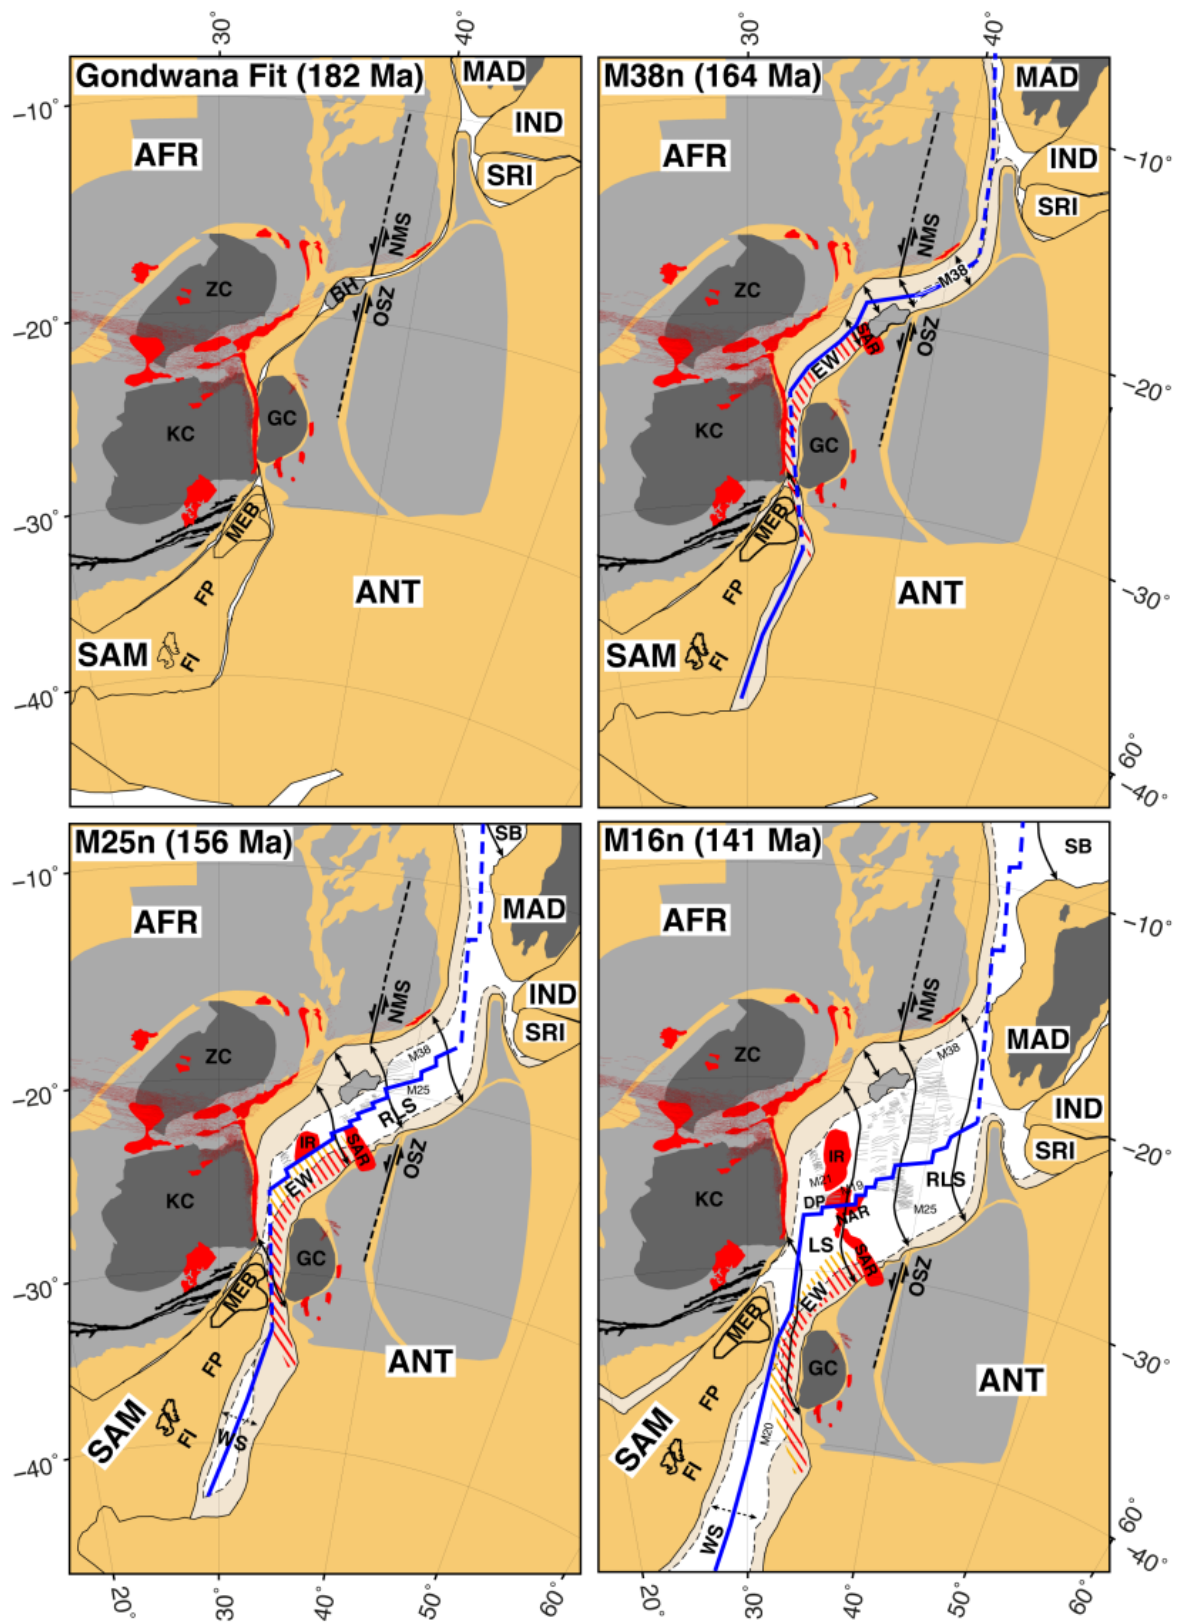 30°
40°
Gondwana Fit (182 Ma)
MAD
M38n (164 Ma)
MAD
−10°
IND
AFR
SRI
AFR
IND
−10°
SRI
NMS
NMS
ZC
BH
ZC
M38
OSZ
−20°
SAR
OSZ
EW
−20°
GC
KC
KC
GC
−30°
MEB
MEB
FP
ANT
FP
ANT
−30°
SAM
FI
SAM
FI
−40°
60°
−40°
M25n (156 Ma)
SB
M16n (141 Ma)
SB
−10°
AFR
MAD
AFR
−10°
IND
NMS
NMS
SRI
ZC
M38
ZC
M38
MAD
−20°
M25
RLS
IND
IR
SAR
OSZ
IR
SRI
−20°
M21
M19
RLS
EW
DP
NAR
M25
KC
KC
LS
SAR
GC
EW
OSZ
−30°
MEB
MEB
FP
ANT
GC
ANT
−30°
FP
SAM
FI
WS
SAM
M20
FI
−40°
WS
60°
−40°
20°
30°
40°
50°
60°
20°
30°
40°
50°
60°